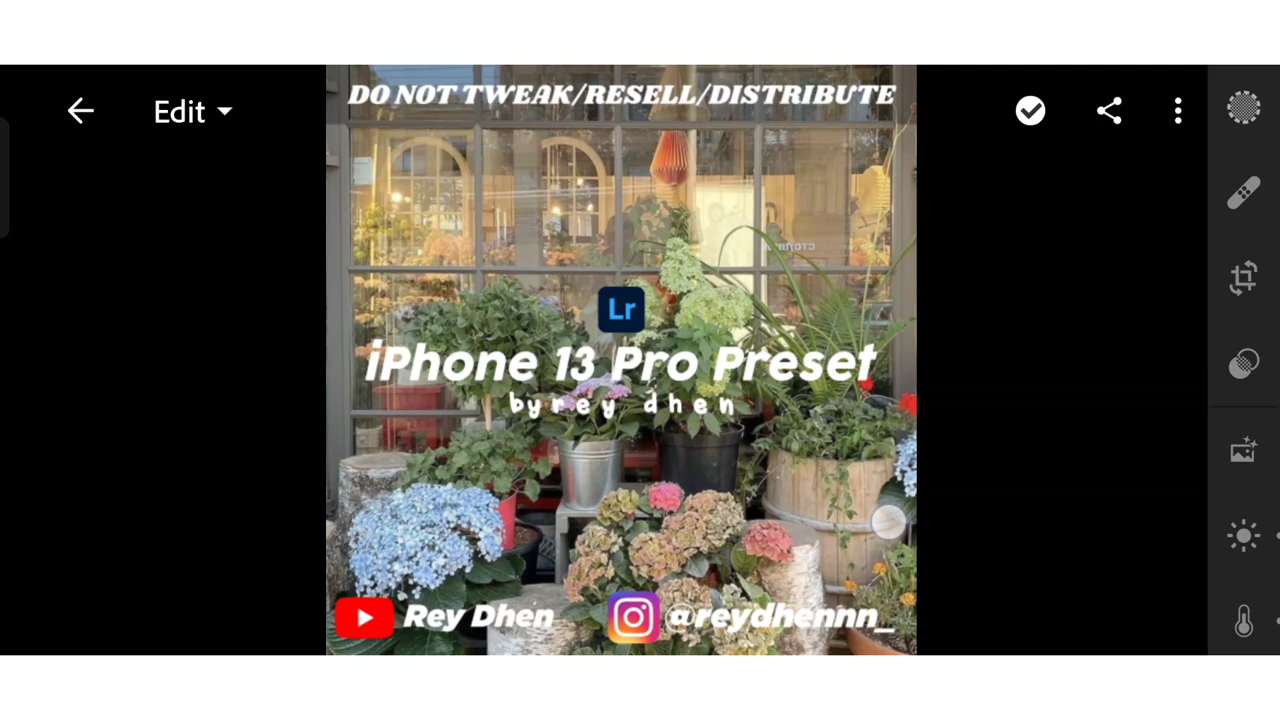 DO NOT TWEAK/RESELL/DISTRIBUTE
Edit
Lr
iPhone 13 Pro Preset
by rey dhen
Rey Dhen
@reydhennn_